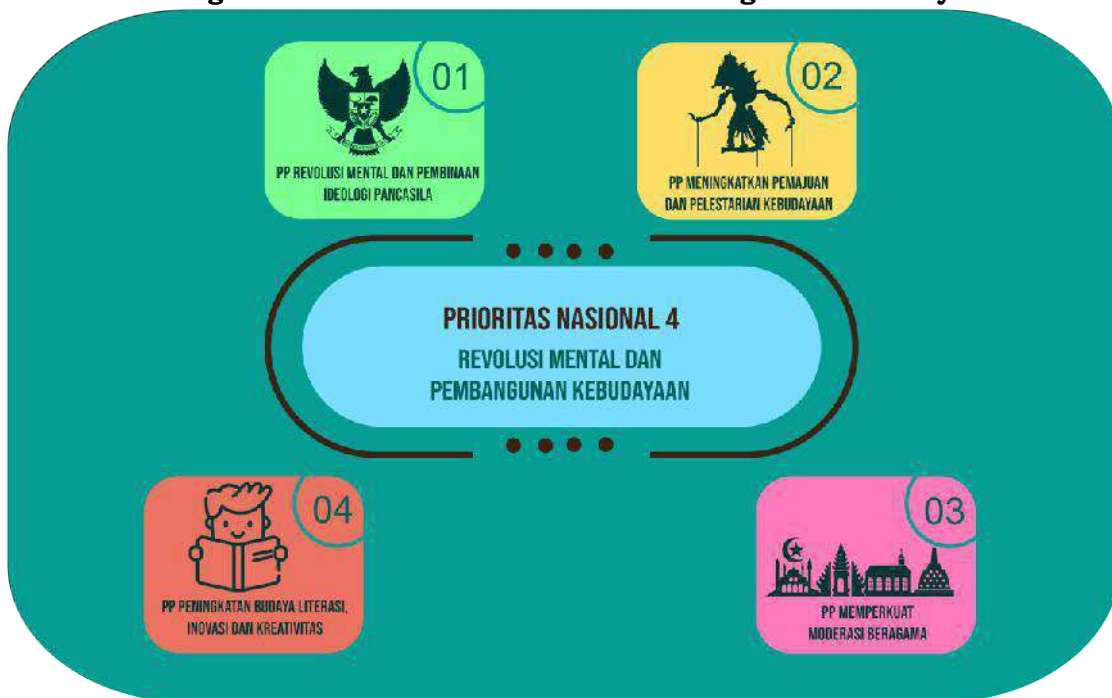 01
PP REVOLUSI MENTAL DAN PEMBINAAN
IDEOLOGI PANCASILA
02
PP MENINGKATKAN PEMAJUAN
DAN PELESTARIAN KEBUDAYAAN
PRIORITAS NASIONAL 4
REVOLUSI MENTAL DAN
PEMBANGUNAN KEBUDAYAAN
04
PP PENINGKATAN BUDAYA LITERASI,
INOVASI DAN KREATIVITAS
03
PP MEMPERKUAT
MODERASI BERAGAMA